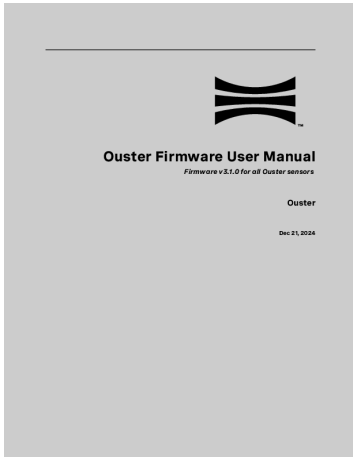 ™
Ouster Firmware User Manual
Firmware v3.1.0 for all Ouster sensors
Ouster
Dec 21, 2024